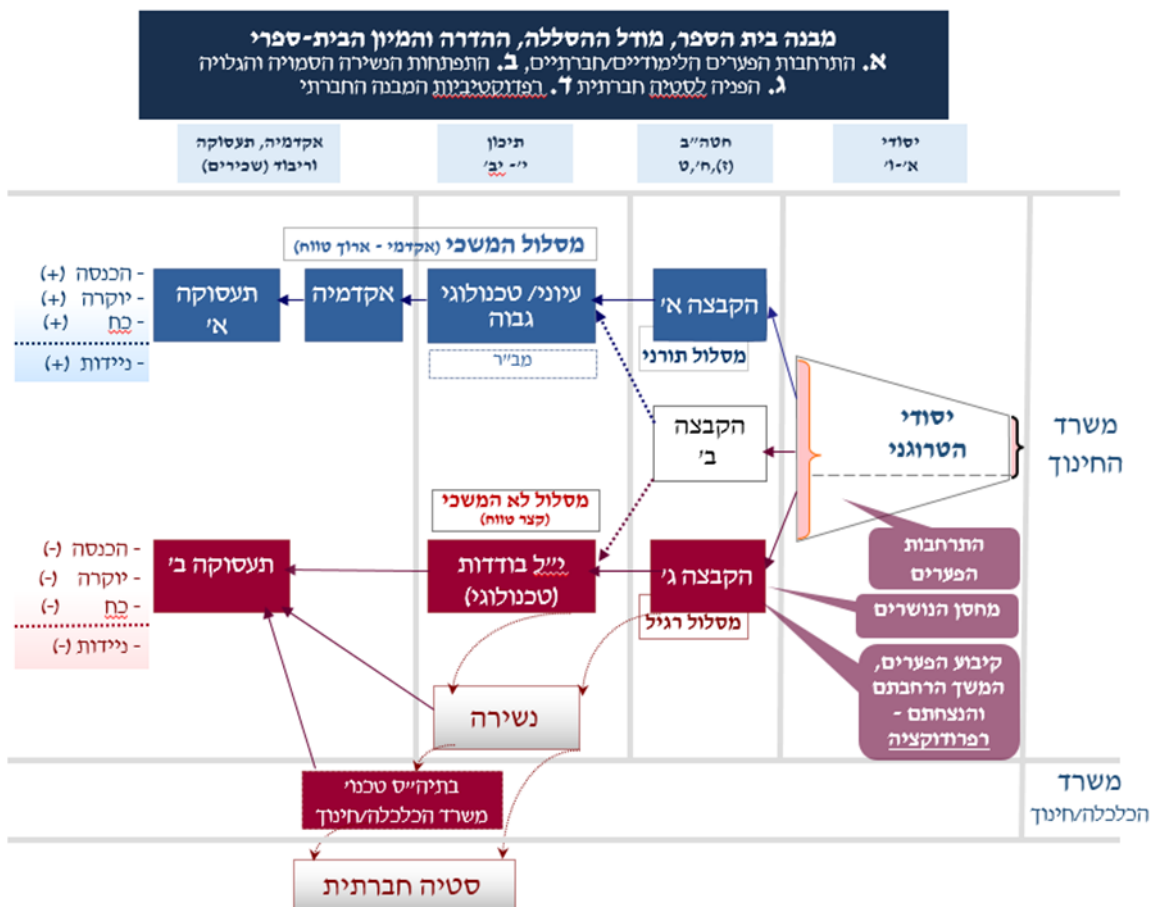 מבנה בית הספר, מודל ההסללה, ההדרה והמיון הבית-ספרי
א. התרחבות הפערים הלימודיים/חברתיים, ב. התפתחות הנשירה הסמויה והגלויה
ג. הפניה לסטיה חברתית ד. רפדוקטיביות המבנה החברתי
יסודי
א'-ו'
חטה"ב
(ז),ח',ט
תיכון
י'- יב'
אקדמיה, תעסוקה
וריבוד (שכירים)
משרד
החינוך
יסודי
הטרוגני
מסלול המשכי (אקדמי - ארוך טווח)
הקבצה א'
מסלול תורני
עיוני/ טכנולוגי
גבוה
מב"ר
אקדמיה
תעסוקה
א'
- הכנסה (+)
- יוקרה (+)
- כח (+)
- ניידות (+)
הקבצה
ב'
מסלול לא המשכי
(קצר טווח)
הקבצה ג'
מסלול רגיל
י"ל בודדות
(טכנולוגי)
תעסוקה ב'
- הכנסה (-)
- יוקרה (-)
- כח (-)
- ניידות (-)
התרחבות
הפערים
מחסן הנושרים
קיבוע הפערים,
המשך הרחבתם
והנצחתם -
רפרודוקציה
נשירה
משרד
הכלכלה/חינוך
בתיה"ס טכנו'
משרד הכלכלה/חינוך
סטיה חברתית